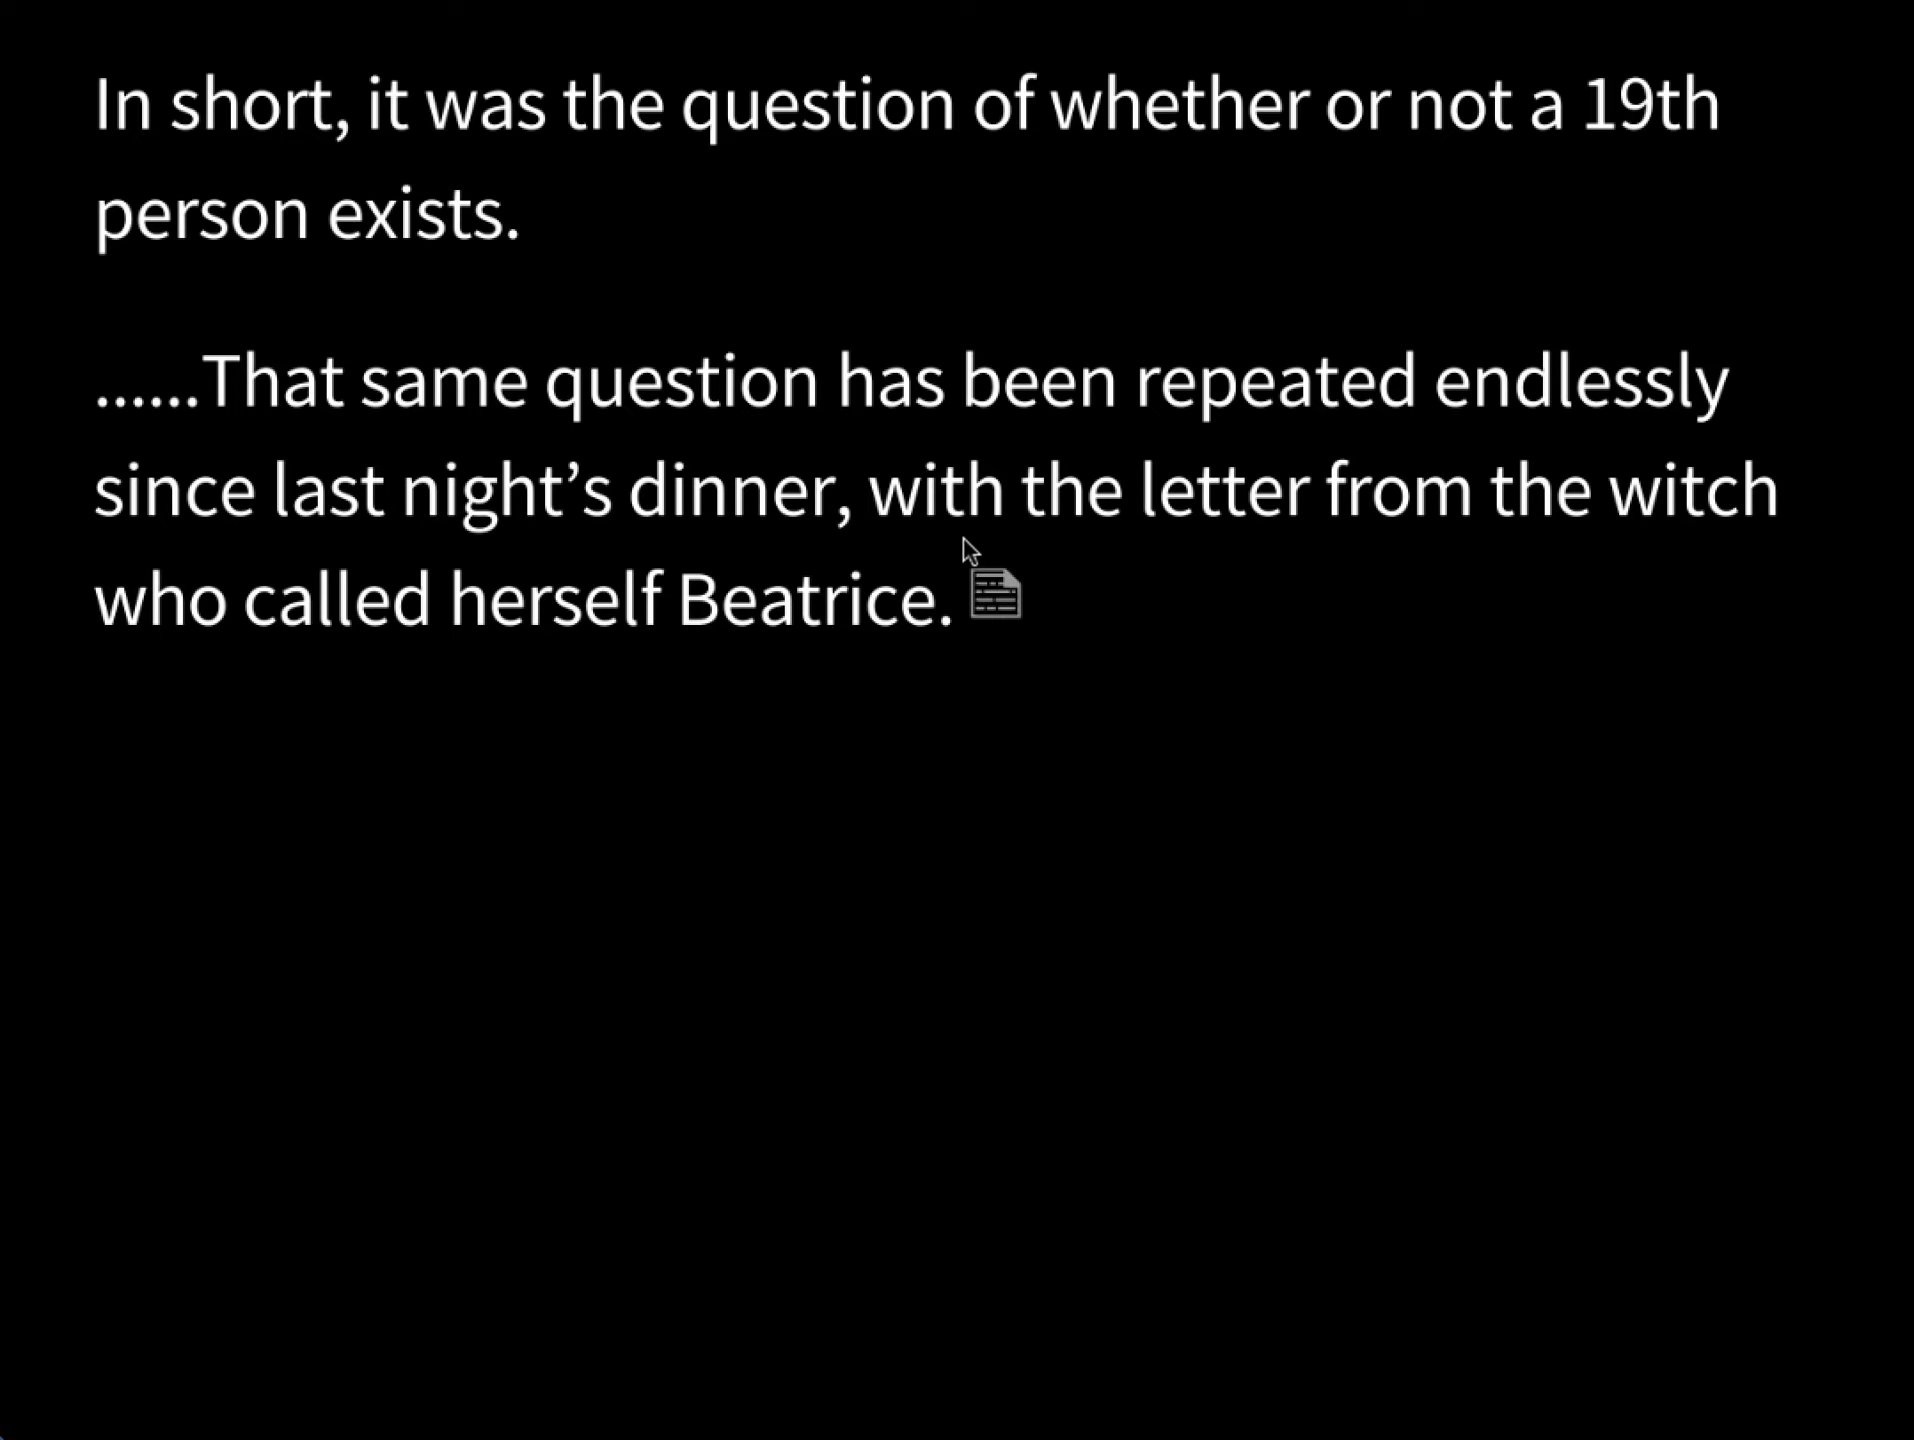 In short, it was the question of whether or not a 19th
person exists.
......That same question has been repeated endlessly
since last night’s dinner, with the letter from the witch
who called herself Beatrice.